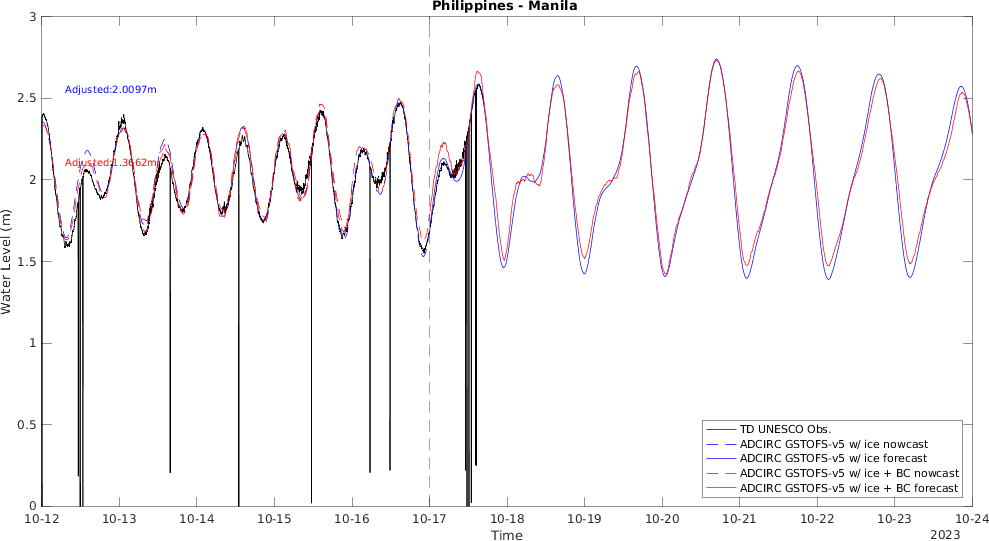 Philippines - Manila
3
2.5
2
1.5
1
0.5
0
Water Level (m)
Adjusted:2.0097m
Adjusted:1.3662m
TD UNESCO Obs.
ADCIRC GSTOFS-v5 w/ ice nowcast
ADCIRC GSTOFS-v5 w/ ice forecast
ADCIRC GSTOFS-v5 w/ ice + BC nowcast
ADCIRC GSTOFS-v5 w/ ice + BC forecast
10-12 10-13 10-14 10-15 10-16 10-17 10-18 10-19 10-20 10-21 10-22 10-23 10-24
Time
2023